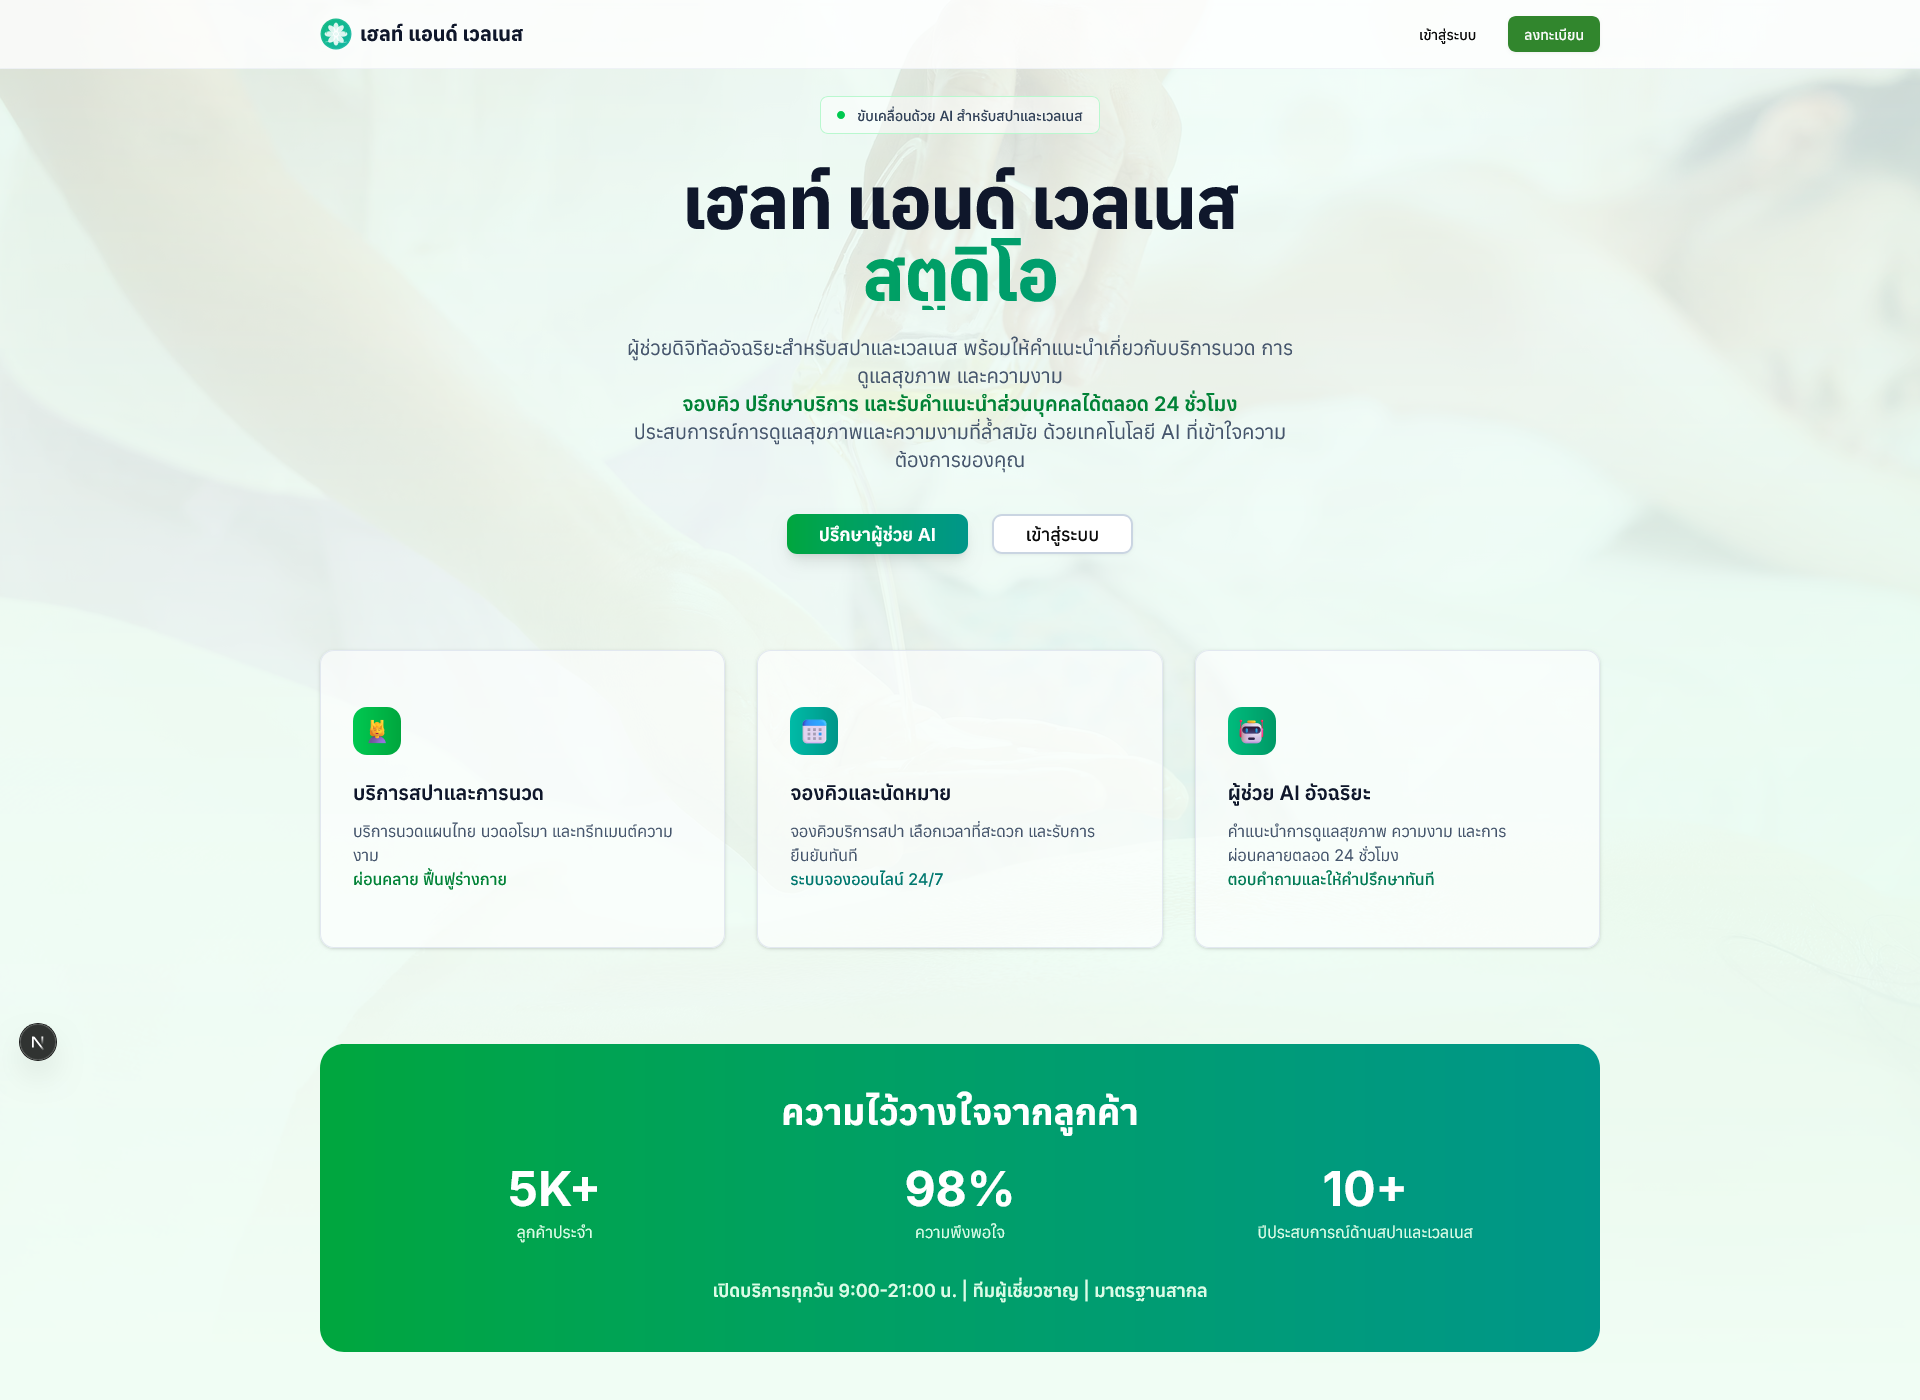 เฮลท์ แอนด์ เวลเนส
เข้าสู่ระบบ
ลงทะเบียน
ขับเคลื่อนด้วย AI สำหรับสปาและเวลเนส
เฮลท์ แอนด์ เวลเนส
สตูดิโอ
ผู้ช่วยดิจิทัลอัจฉริยะสำหรับสปาและเวลเนส พร้อมให้คำแนะนำเกี่ยวกับบริการนวด การ
ดูแลสุขภาพ และความงาม
จองคิว ปรึกษาบริการ และรับคำแนะนำส่วนบุคคลได้ตลอด 24 ชั่วโมง
ประสบการณ์การดูแลสุขภาพและความงามที่ล้ำสมัย ด้วยเทคโนโลยี AI ที่เข้าใจความ
ต้องการของคุณ
ปรึกษาผู้ช่วย AI
เข้าสู่ระบบ
บริการสปาและการนวด
บริการนวดแผนไทย นวดอโรมา และทรีทเมนต์ความ
งาม
ผ่อนคลาย ฟื้นฟูร่างกาย
จองคิวและนัดหมาย
จองคิวบริการสปา เลือกเวลาที่สะดวก และรับการ
ยืนยันทันที
ระบบจองออนไลน์ 24/7
ผู้ช่วย AI อัจฉริยะ
คำแนะนำการดูแลสุขภาพ ความงาม และการ
ผ่อนคลายตลอด 24 ชั่วโมง
ตอบคำถามและให้คำปรึกษาทันที
N
ความไว้วางใจจากลูกค้า
5K+
ลูกค้าประจำ
98%
ความพึงพอใจ
10+
ปีประสบการณ์ด้านสปาและเวลเนส
เปิดบริการทุกวัน 9:00-21:00 น. | ทีมผู้เชี่ยวชาญ | มาตรฐานสากล